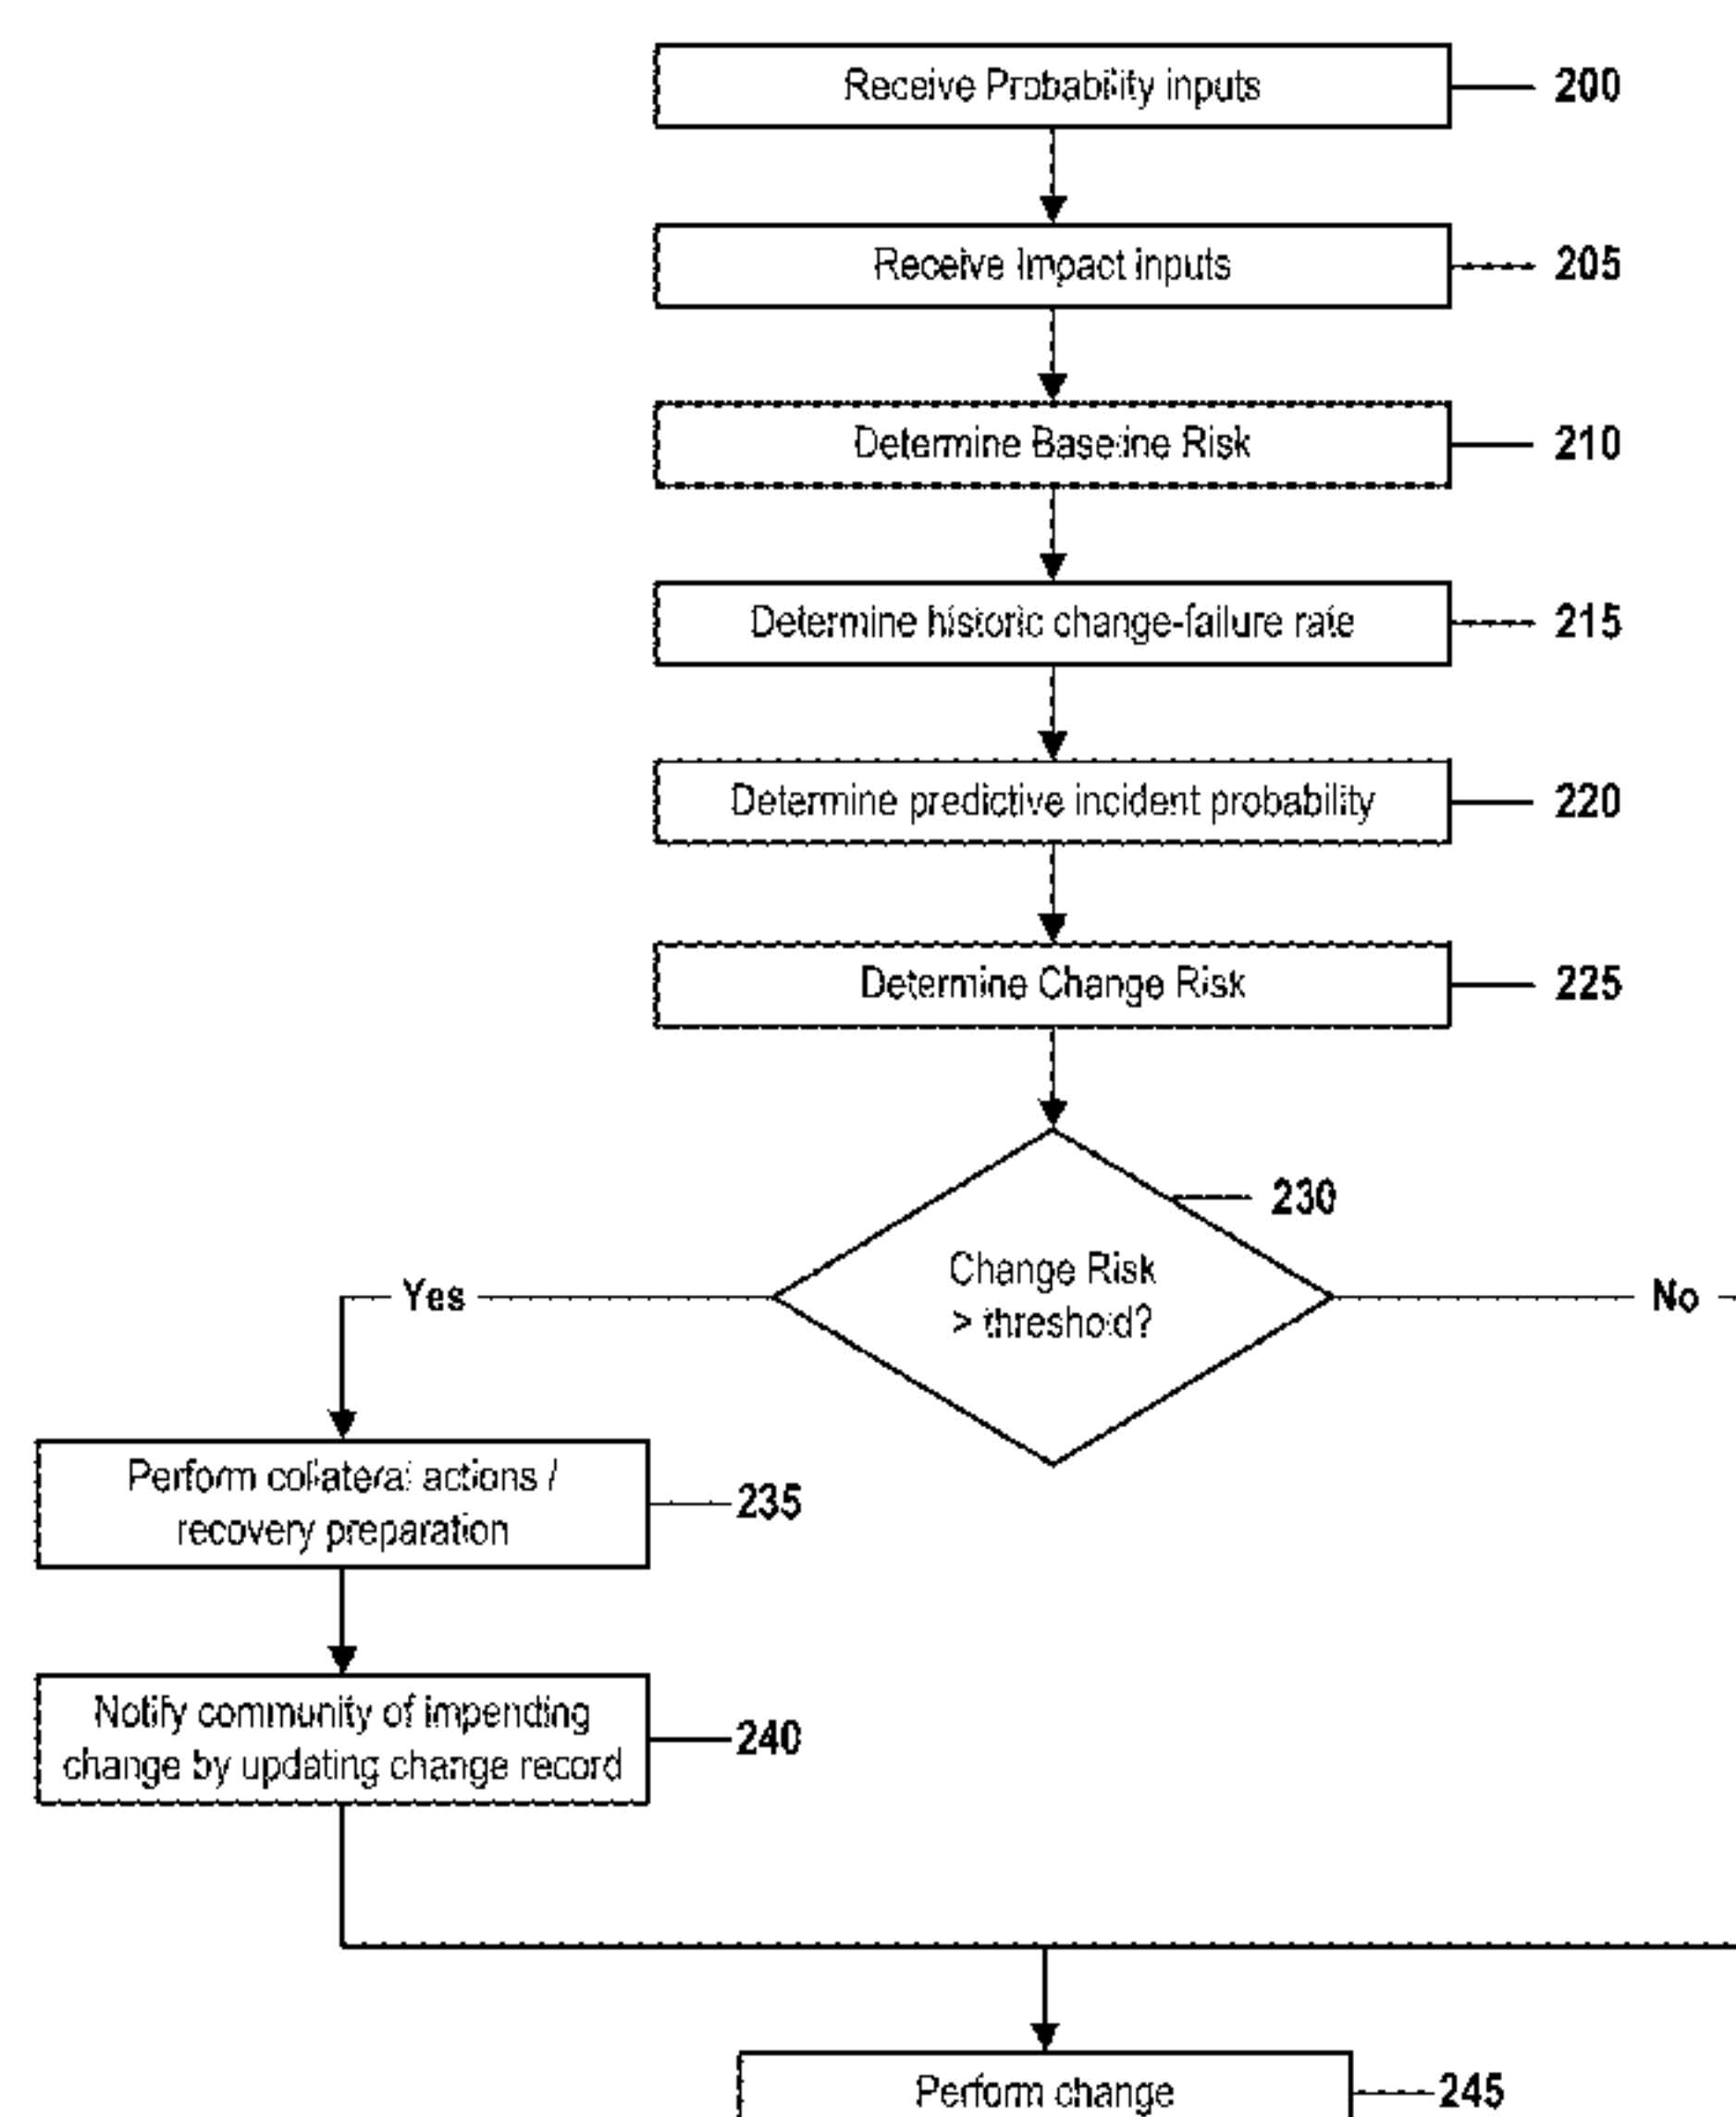 Receive Probability inputs 200
Receive Impact inputs 205
Determine Baseline Risk 210
Determine historic change-failure rate 215
Determine predictive incident probability 220
Determine Change Risk 225
230
Change Risk
> threshold?
Yes
No
Perform collateral actions /
recovery preparation
235
Notify community of impending
change by updating change record
240
Perform change 245